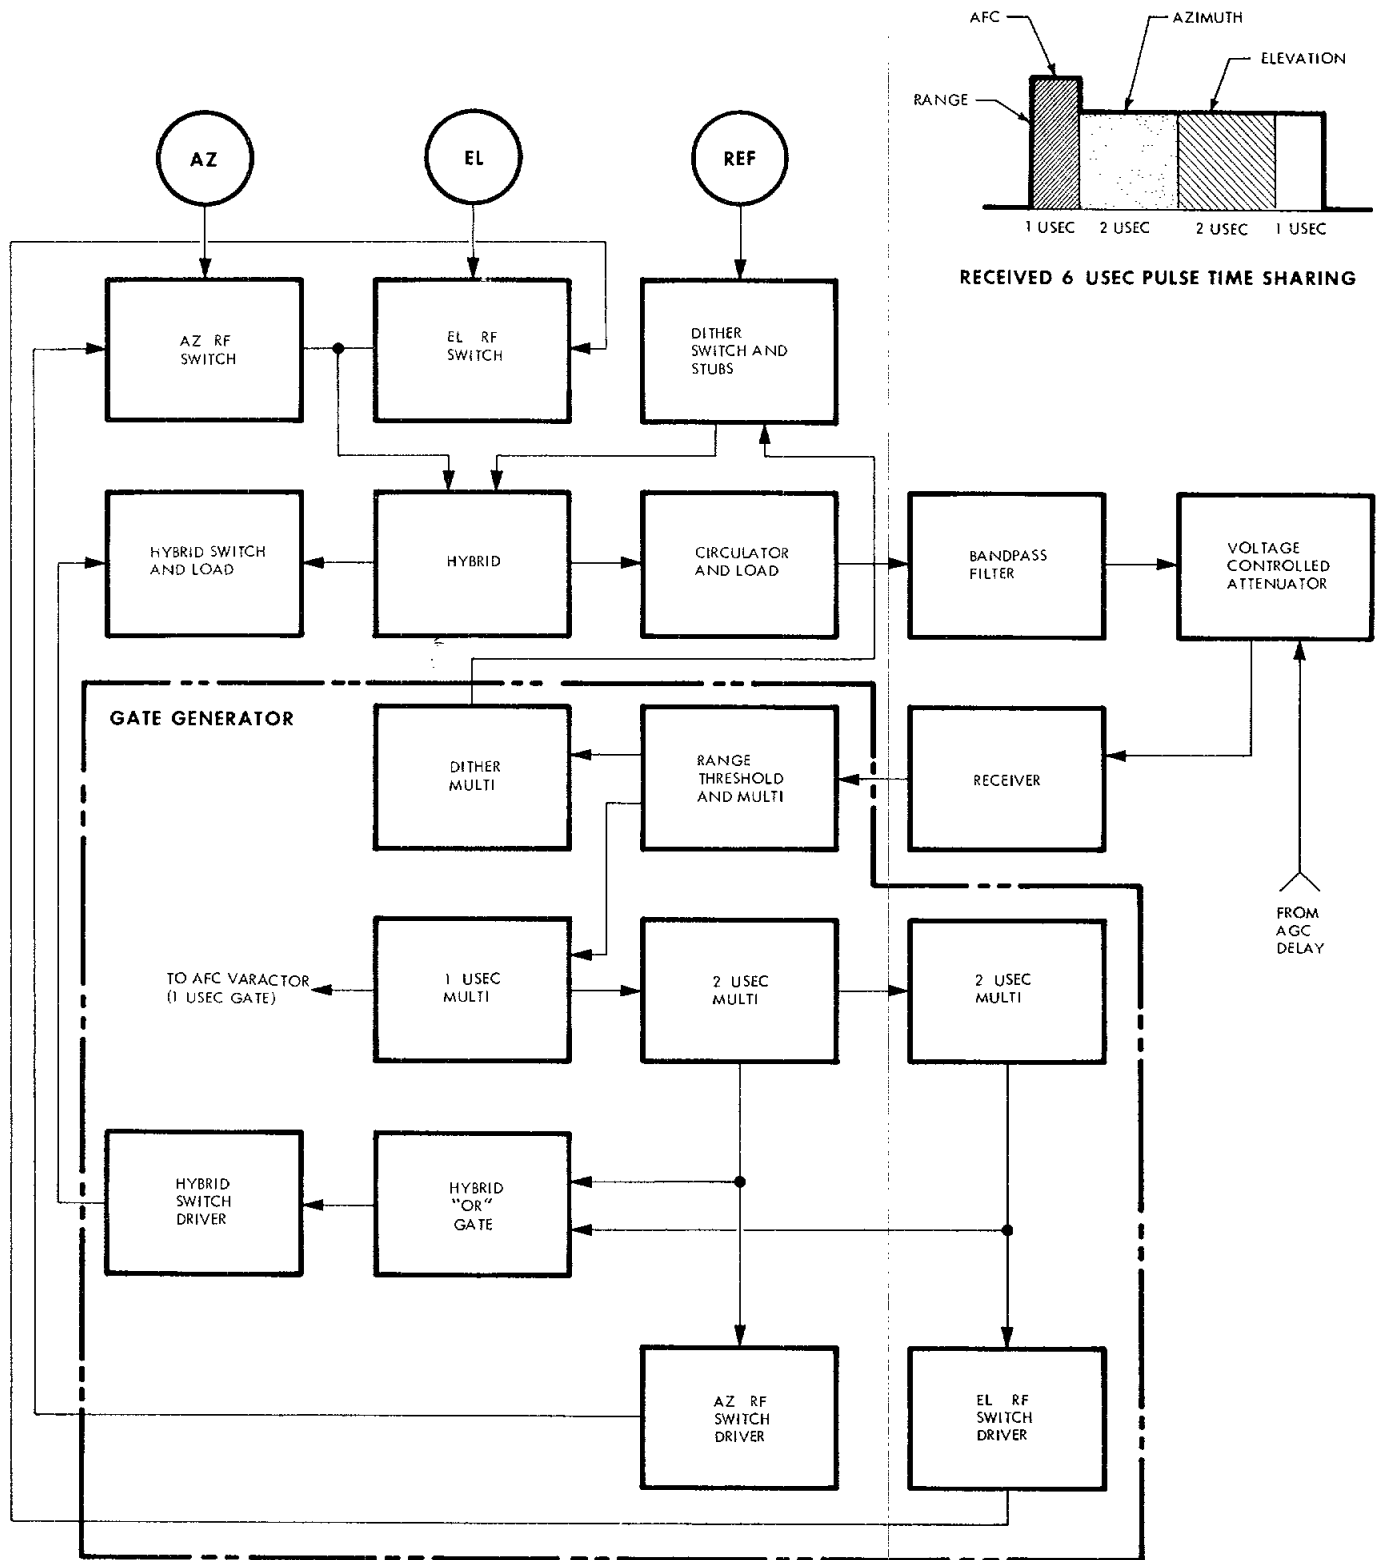 AFC
AZIMUTH
ELEVATION
RANGE
1 USEC 2 USEC 2 USEC 1 USEC
RECEIVED 6 USEC PULSE TIME SHARING
AZ
EL
REF
AZ RF
SWITCH
EL RF
SWITCH
DITHER
SWITCH AND
STUBS
HYBRID SWITCH
AND LOAD
HYBRID
CIRCULATOR
AND LOAD
BANDPASS
FILTER
VOLTAGE
CONTROLLED
ATTENUATOR
GATE GENERATOR
DITHER
MULTI
RANGE
THRESHOLD
AND MULTI
RECEIVER
FROM
AGC
DELAY
TO AFC VARACTOR
(1 USEC GATE)
1 USEC
MULTI
2 USEC
MULTI
2 USEC
MULTI
HYBRID
SWITCH
DRIVER
HYBRID
"OR"
GATE
AZ RF
SWITCH
DRIVER
EL RF
SWITCH
DRIVER